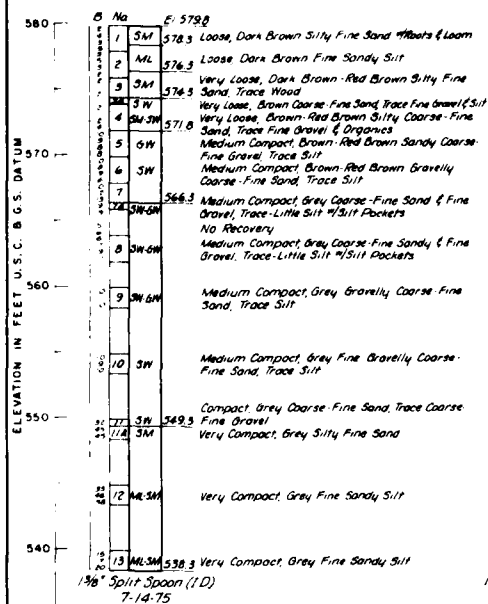 B No El 579.8
580
1 SM 578.3 Loose, Dark Brown Silty Fine Sand w/Roots & Loam
2 ML 576.3 Loose, Dark Brown Fine Sandy Silt
3 SM 574.3 Very Loose, Dark Brown-Red Brown Silty Fine
Sand, Trace Wood
3A SW Very Loose, Brown Coarse-Fine Sand, Trace Fine Gravel & Silt
4 SM-SW 571.8 Very Loose, Brown-Red Brown Silty Coarse-Fine
Sand, Trace Fine Gravel & Organics
570
5 GW Medium Compact, Brown-Red Brown Sandy Coarse-
Fine Gravel, Trace Silt
6 SW Medium Compact, Brown-Red Brown Gravelly
Coarse-Fine Sand, Trace Silt
7 566.3
7A SW-GW Medium Compact, Grey Coarse-Fine Sand & Fine
Gravel, Trace-Little Silt w/Silt Pockets
No Recovery
8 SW-GW Medium Compact, Grey Coarse-Fine Sandy & Fine
Gravel, Trace-Little Silt w/Silt Pockets
560
9 SW-GW Medium Compact, Grey Gravelly Coarse-Fine
Sand, Trace Silt
10 SW Medium Compact, Grey Fine Gravelly Coarse-
Fine Sand, Trace Silt
550
11 SW 549.3 Compact, Grey Coarse-Fine Sand, Trace Coarse-
Fine Gravel
11A SM Very Compact, Grey Silty Fine Sand
12 ML-SM Very Compact, Grey Fine Sandy Silt
540
13 ML-SM 538.3 Very Compact, Grey Fine Sandy Silt
1 3/8" Split Spoon (I D)
7-14-75
ELEVATION IN FEET U.S.C. & G.S. DATUM